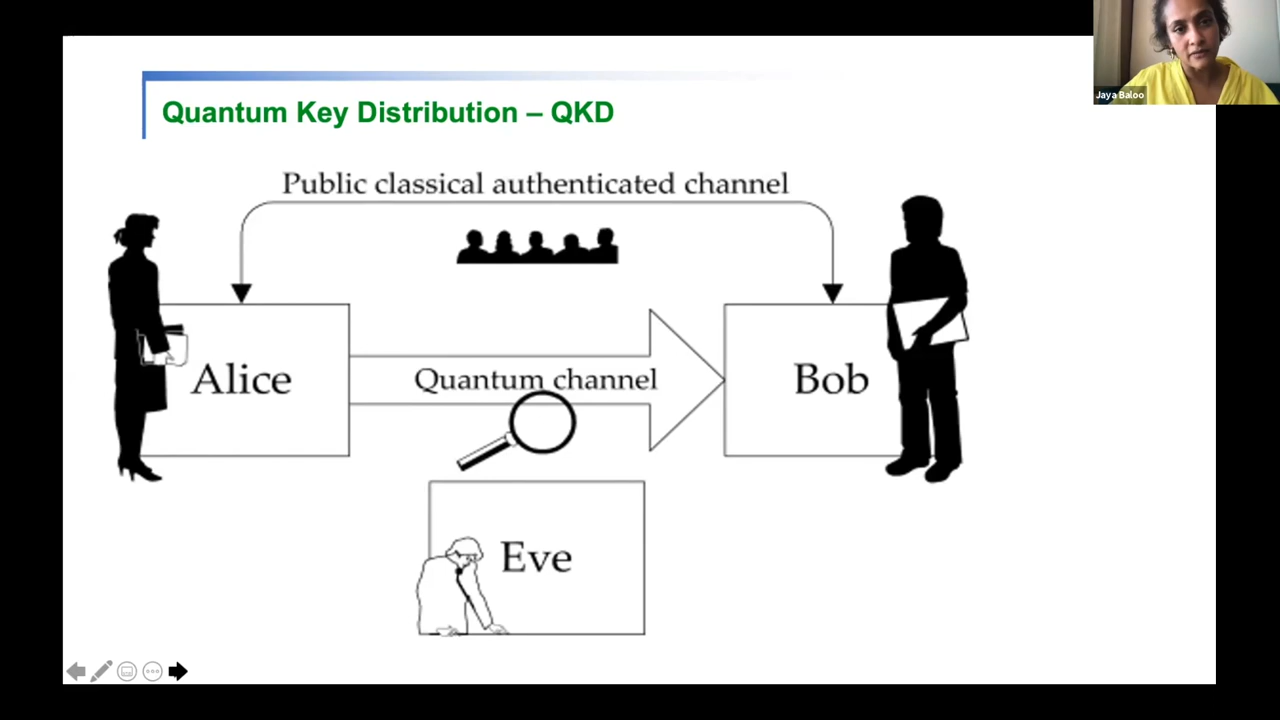 Jaya Baloo
Quantum Key Distribution – QKD
Public classical authenticated channel
Alice
Quantum channel
Bob
Eve